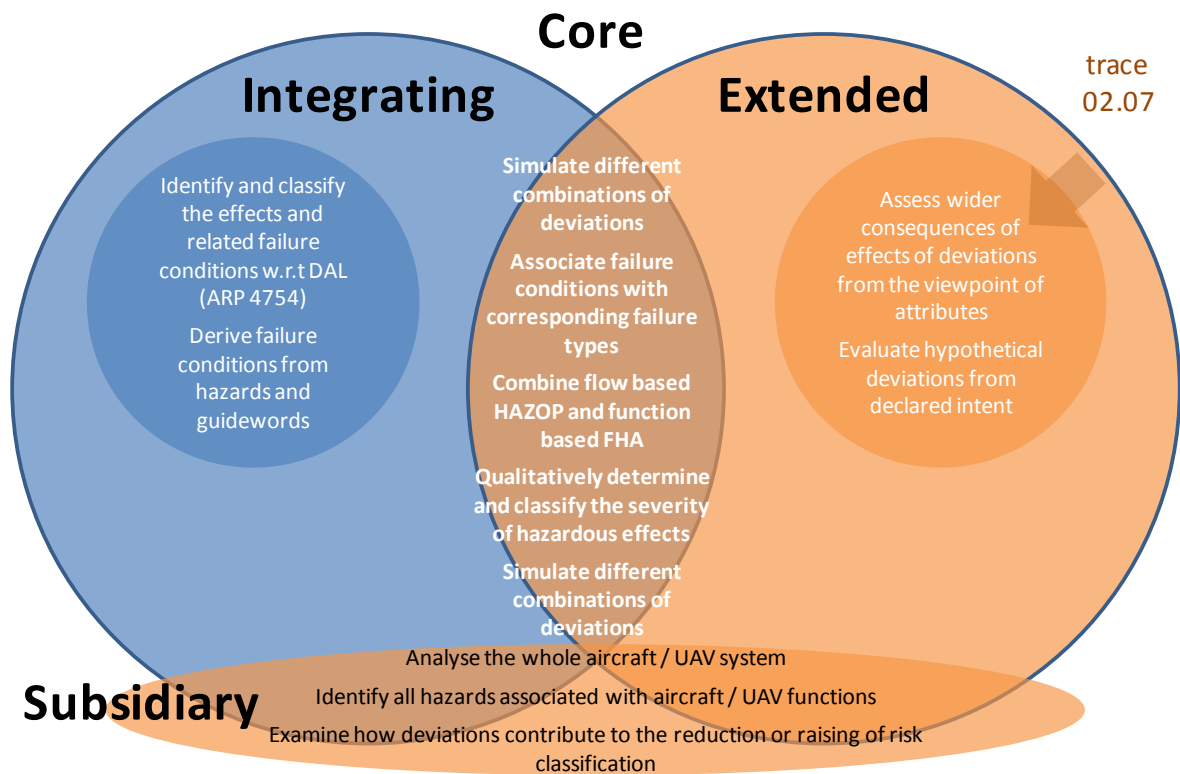 Core
Integrating
Extended
trace
02.07
Identify and classify
the effects and
related failure
conditions w.r.t DAL
(ARP 4754)
Derive failure
conditions from
hazards and
guidewords
Simulate different
combinations of
deviations
Associate failure
conditions with
corresponding failure
types
Combine flow based
HAZOP and function
based FHA
Qualitatively determine
and classify the severity
of hazardous effects
Simulate different
combinations of
deviations
Assess wider
consequences of
effects of deviations
from the viewpoint of
attributes
Evaluate hypothetical
deviations from
declared intent
Subsidiary
Analyse the whole aircraft / UAV system
Identify all hazards associated with aircraft / UAV functions
Examine how deviations contribute to the reduction or raising of risk
classification